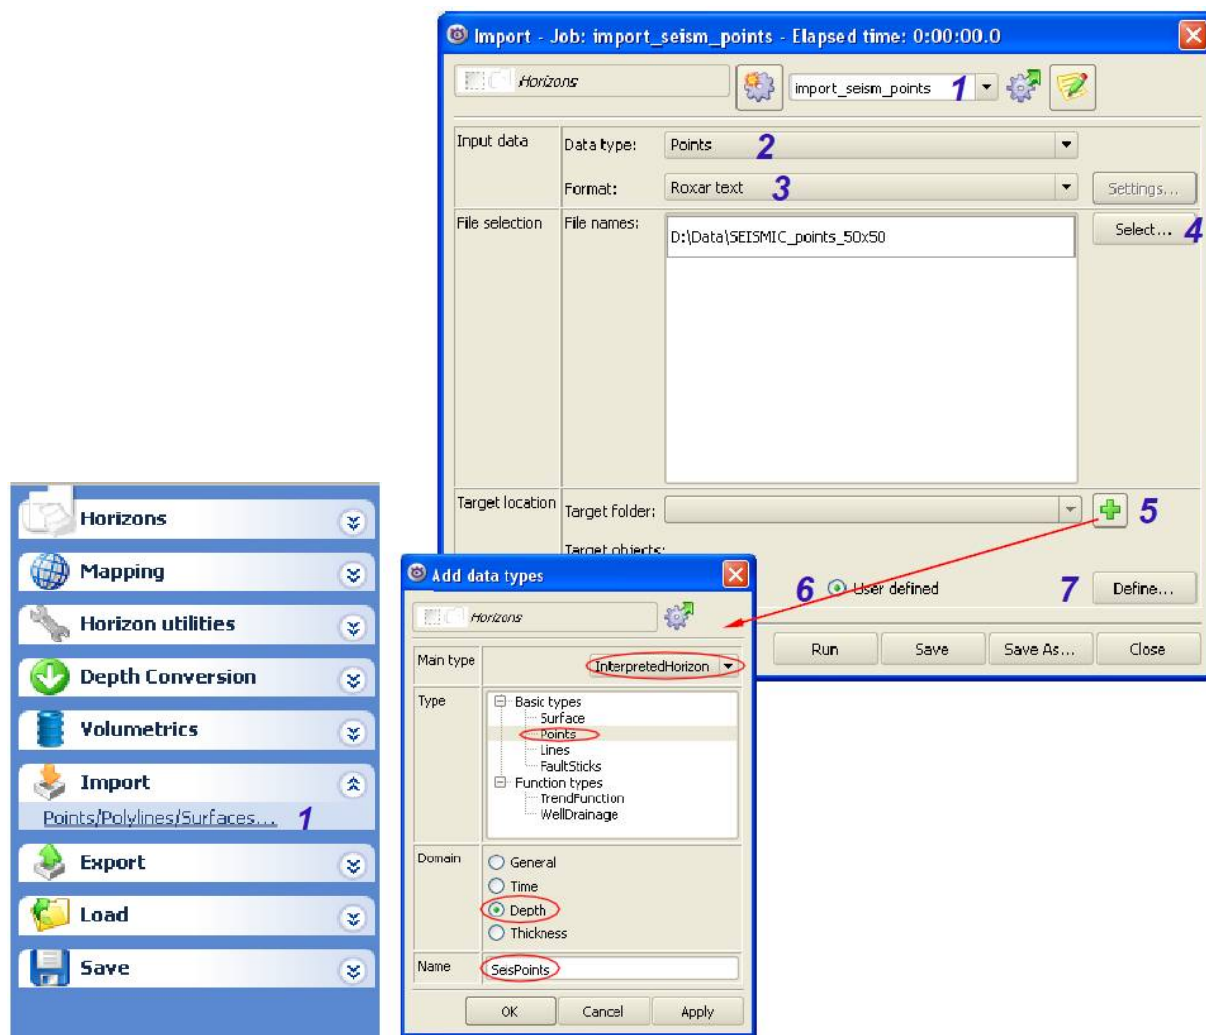 Import - Job: import_seism_points - Elapsed time: 0:00:00.0
Horizons
import_seism_points 1
Input data
Data type: Points 2
Format: Roxar text 3
Settings...
File selection
File names:
D:\Data\SEISMIC_points_50x50
Select... 4
Target location
Target folder: 5
Target objects:
6 User defined 7 Define...
Run Save Save As... Close
Horizons
Mapping
Horizon utilities
Depth Conversion
Volumetrics
Import
Points/Polylines/Surfaces... 1
Export
Load
Save
Add data types
Horizons
Main type InterpretedHorizon
Type
Basic types
Surface
Points
Lines
FaultSticks
Function types
TrendFunction
WellDrainage
Domain
General
Time
Depth
Thickness
Name SeisPoints
OK Cancel Apply